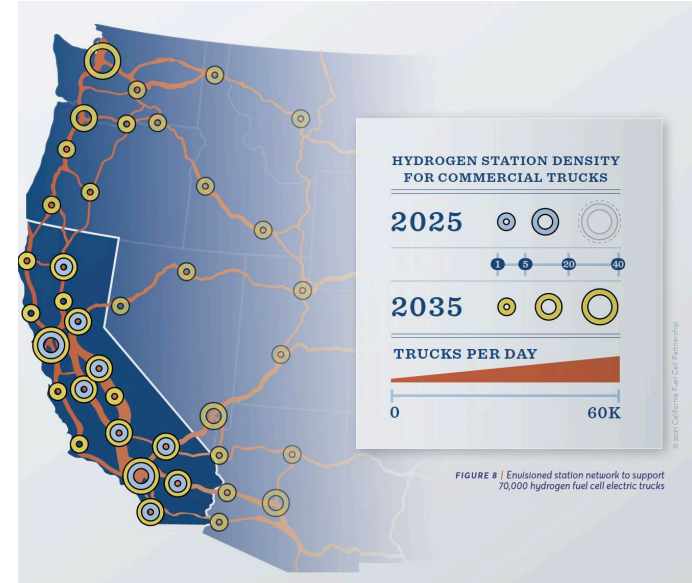 HYDROGEN STATION DENSITY
FOR COMMERCIAL TRUCKS
2025
1 5 20 40
2035
TRUCKS PER DAY
0 60K
© 2021 California Fuel Cell Partnership
FIGURE 8 | Envisioned station network to support
70,000 hydrogen fuel cell electric trucks